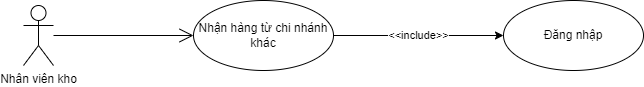 Nhận hàng từ chi nhánh
khác
<<include>>
Đăng nhập
Nhân viên kho